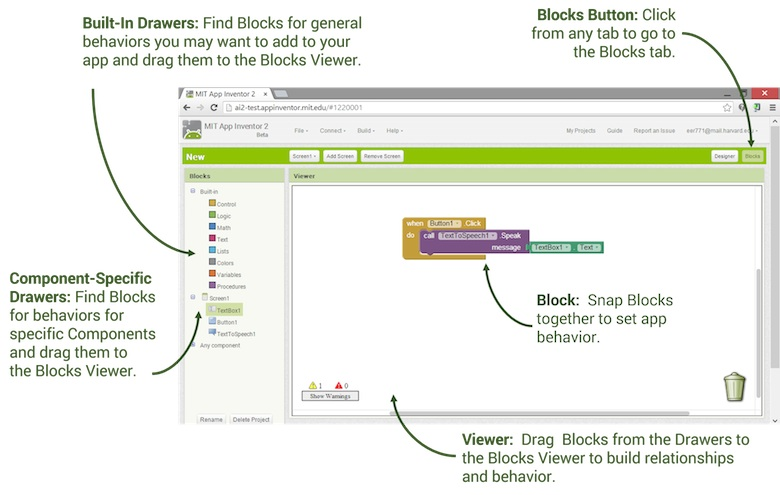 Built-In Drawers: Find Blocks for general
behaviors you may want to add to your
app and drag them to the Blocks Viewer.
Blocks Button: Click
from any tab to go to
the Blocks tab.
MIT App Inventor 2
ai2-test.appinventor.mit.edu/#1220001
MIT App Inventor 2
Beta
File Connect Build Help
My Projects Guide Report an Issue
New
Screen1 Add Screen Remove Screen
Designer Blocks
Blocks
Viewer
Built-in
Control
Logic
Math
Text
Lists
Colors
Variables
Procedures
Screen1
TextBox1
Button1
TextToSpeech1
Any component
Rename Delete Project
when Button1 .Click
do call TextToSpeech1 .Speak
message TextBox1 . Text
1 0
Show Warnings
Component-Specific
Drawers: Find Blocks
for behaviors for
specific Components
and drag them to
the Blocks Viewer.
Block: Snap Blocks
together to set app
behavior.
Viewer: Drag Blocks from the Drawers to
the Blocks Viewer to build relationships
and behavior.